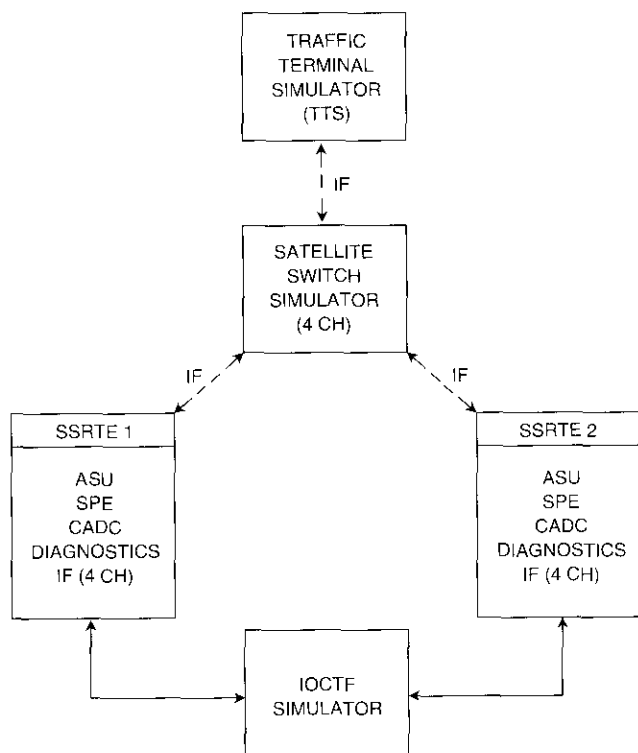 TRAFFIC
TERMINAL
SIMULATOR
(TTS)
IF
SATELLITE
SWITCH
SIMULATOR
(4 CH)
IF
IF
SSRTE 1
ASU
SPE
CADC
DIAGNOSTICS
IF (4 CH)
SSRTE 2
ASU
SPE
CADC
DIAGNOSTICS
IF (4 CH)
IOCTF
SIMULATOR